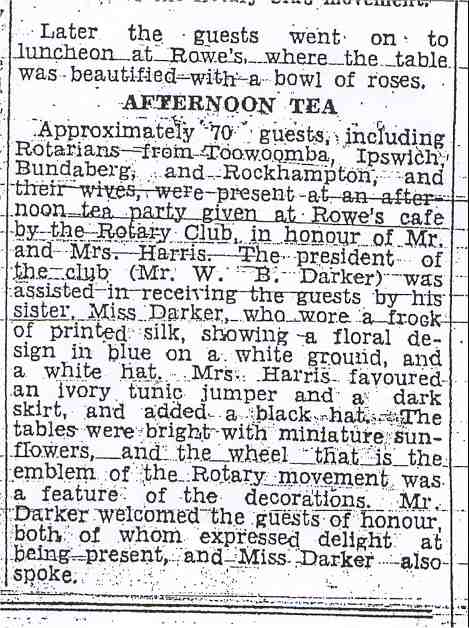 Later the guests went on to
luncheon at Rowe's, where the table
was beautified with a bowl of roses.
AFTERNOON TEA
Approximately 70 guests, including
Rotarians from Toowoomba, Ipswich,
Bundaberg, and Rockhampton, and
their wives, were present at an after-
noon tea party given at Rowe's cafe
by the Rotary Club, in honour of Mr.
and Mrs. Harris. The president of
the club (Mr. W. B. Darker) was
assisted in receiving the guests by his
sister, Miss Darker, who wore a frock
of printed silk, showing a floral de-
sign in blue on a white ground, and
a white hat. Mrs. Harris favoured
an ivory tunic jumper and a dark
skirt, and added a black hat. The
tables were bright with miniature sun-
flowers, and the wheel that is the
emblem of the Rotary movement was
a feature of the decorations. Mr.
Darker welcomed the guests of honour,
both of whom expressed delight at
being present, and Miss Darker also
spoke.